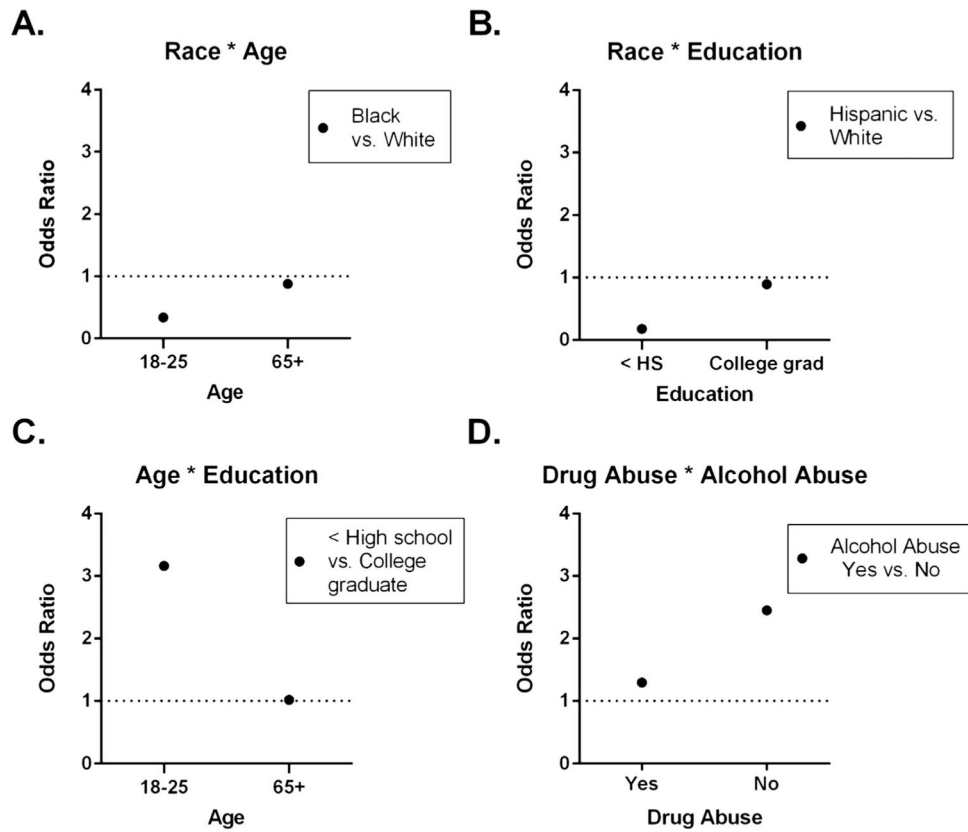 A.
Race * Age
4
3
2
1
0
Odds Ratio
Black
vs. White
18-25
65+
Age
B.
Race * Education
4
3
2
1
0
Odds Ratio
Hispanic vs.
White
< HS
College grad
Education
C.
Age * Education
4
3
2
1
0
Odds Ratio
< High school
vs. College
graduate
18-25
65+
Age
D.
Drug Abuse * Alcohol Abuse
4
3
2
1
0
Odds Ratio
Alcohol Abuse
Yes vs. No
Yes
No
Drug Abuse